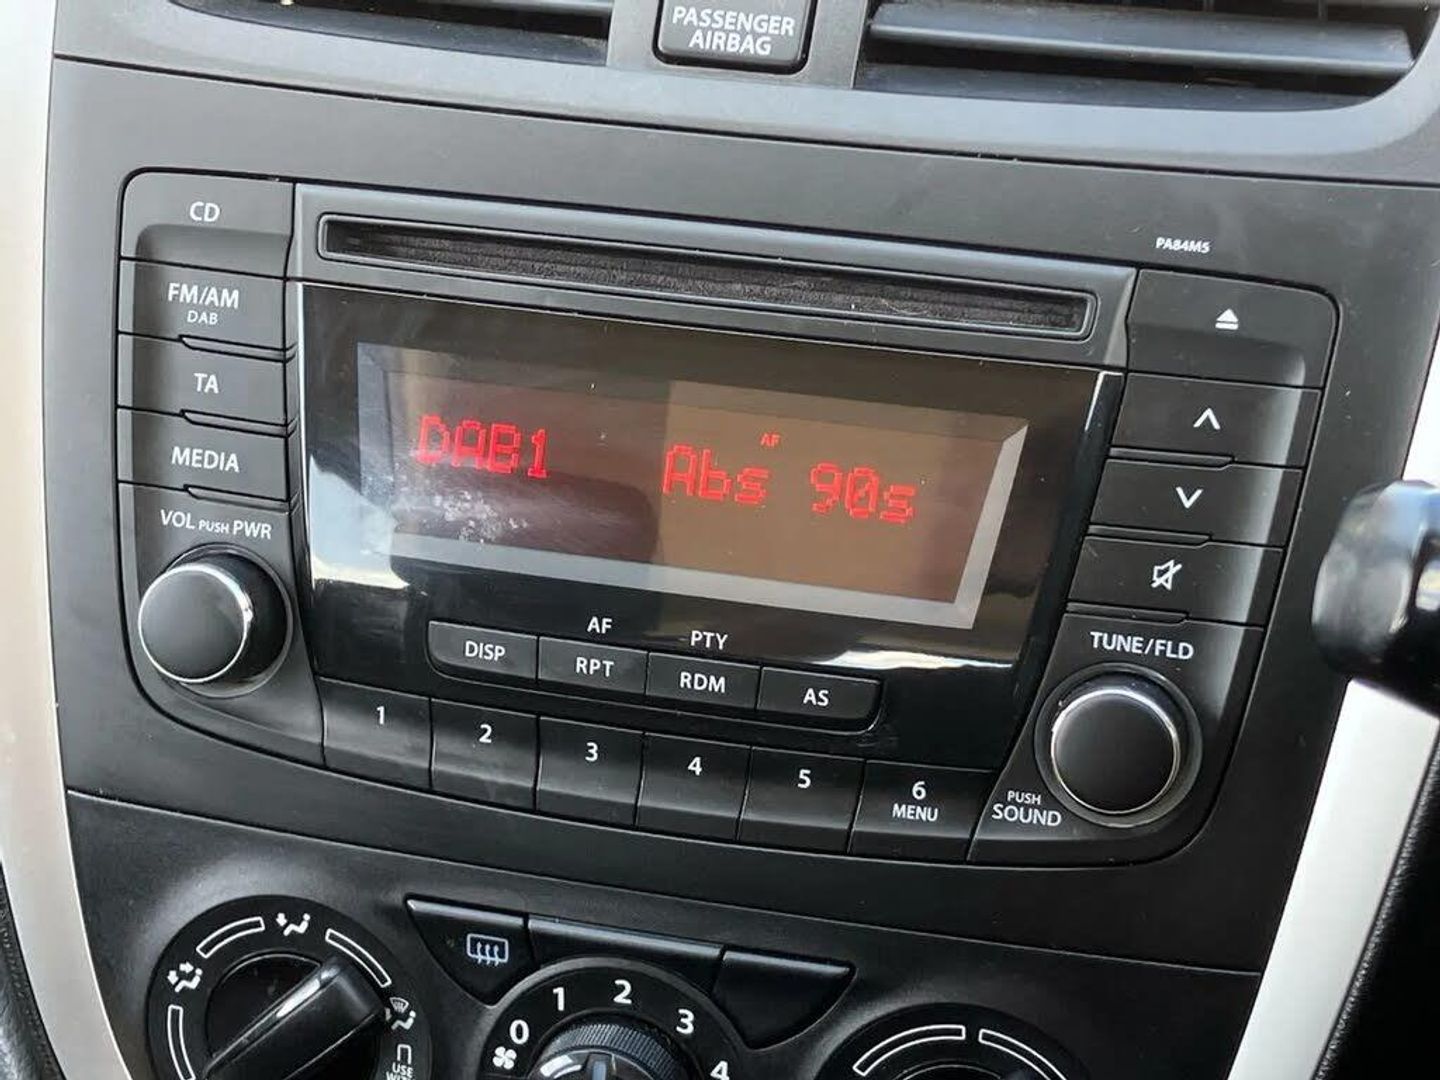 PASSENGER
AIRBAG
CD
PA84M5
FM/AM
DAB
TA
MEDIA
VOL PUSH PWR
AF
DAB1 Abs 90s
AF PTY
DISP RPT RDM AS
TUNE/FLD
1 2 3 4 5 6
MENU
PUSH
SOUND
0 1 2 3 4
USE